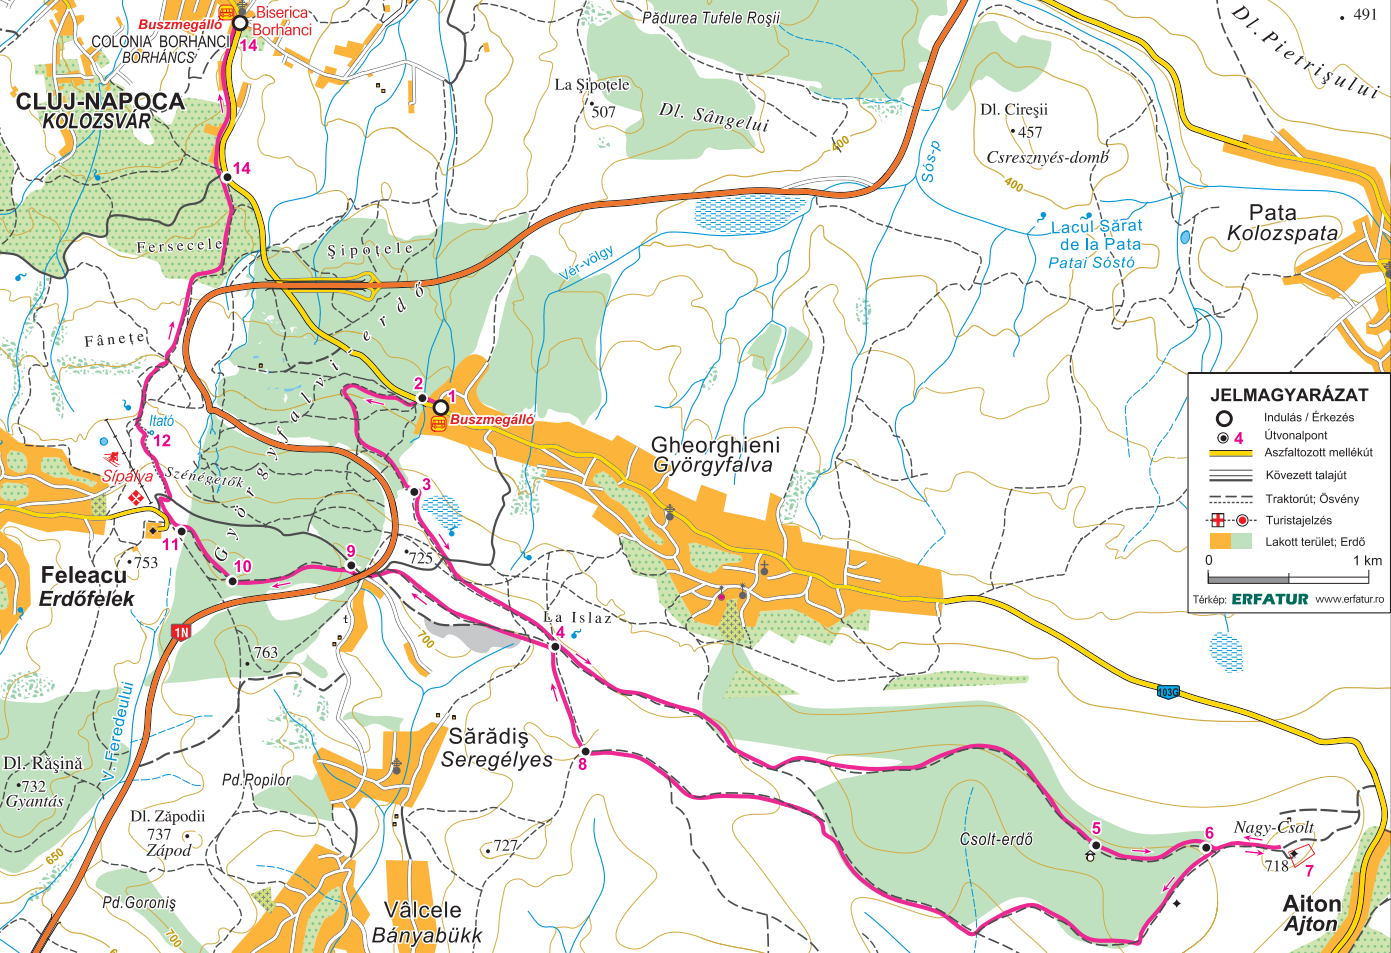 Buszmegálló
Biserica
Borhanci
COLONIA BORHANCI
BORHÁNCS
14
CLUJ-NAPOCA
KOLOZSVÁR
14
Pădurea Tufele Roşii
La Şipoţele
507
Dl. Sângelui
400
Sós-p
Dl. Cireşii
457
Csresznyés-domb
400
Dl. Pietrişului
491
Pata
Kolozspata
Lacul Sărat
de la Pata
Patai Sóstó
Fersecele
Şipoţele
Vér-völgy
Fâneţe
Györgyfalvi erdő
2
1
Buszmegálló
Itató
12
Sípálya
Szénégetők
Gheorghieni
Györgyfalva
3
JELMAGYARÁZAT
Indulás / Érkezés
4
Útvonalpont
Aszfaltozott mellékút
Kövezett talajút
Traktorút; Ösvény
Turistajelzés
Lakott terület; Erdő
0
1 km
Térkép: ERFATUR www.erfatur.ro
11
753
10
9
725
Feleacu
Erdőfelek
1N
700
La Islaz
4
763
V. Feredeului
103G
Sărădiş
Seregélyes
8
Dl. Răşină
732
Gyantás
Pd.Popilor
Dl. Zăpodii
737
Zápod
650
727
Csolt-erdő
5
6
Nagy-Csolt
718
7
Pd.Goroniş
700
Vâlcele
Bányabükk
Aiton
Ajton